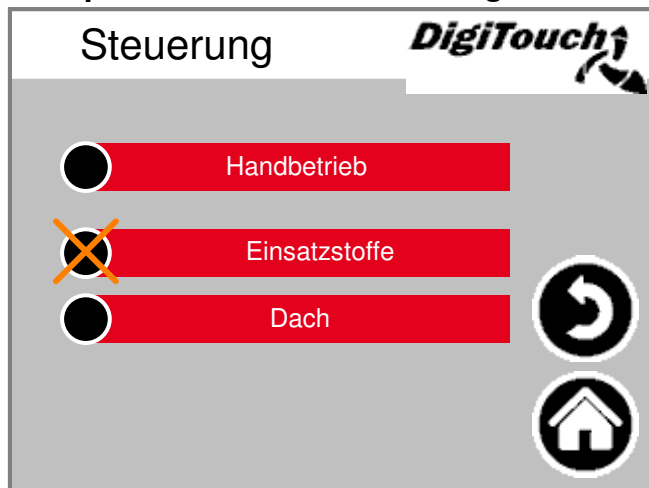 Steuerung
DigiTouch
Handbetrieb
Einsatzstoffe
Dach